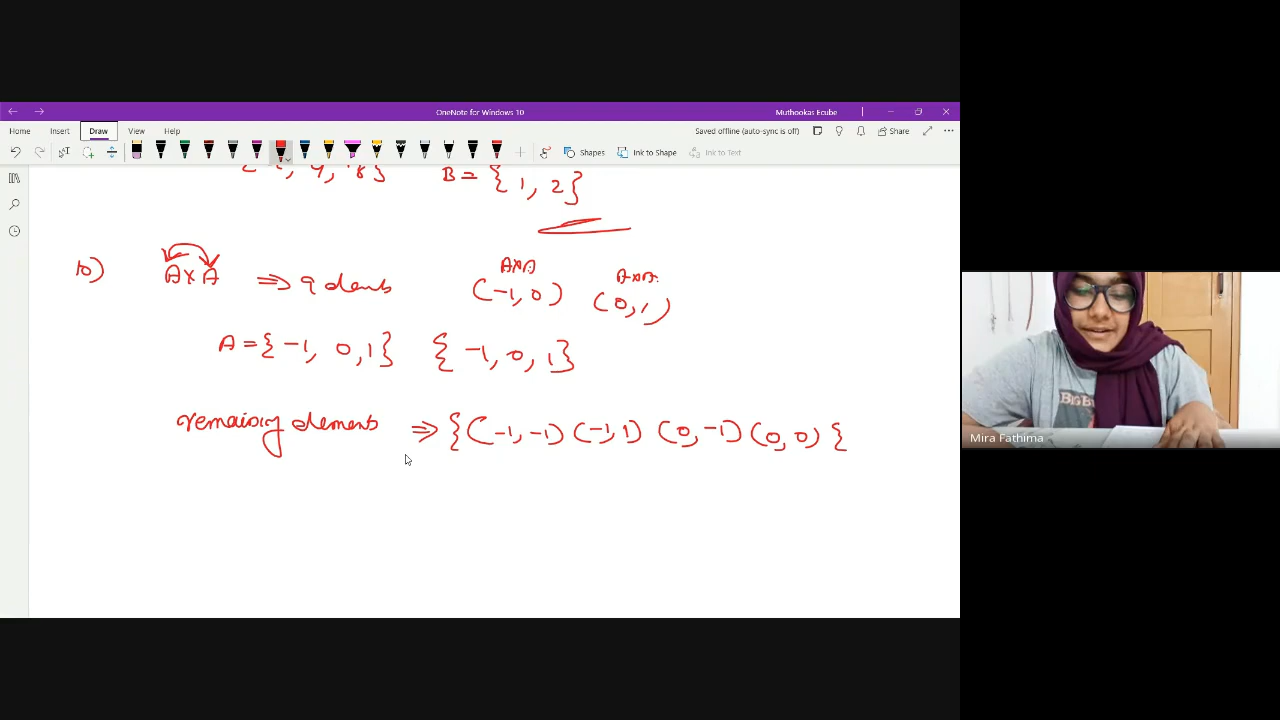 OneNote for Windows 10
Muthookas Ecube
Home Insert Draw View Help
Saved offline (auto-sync is off) Share
Shapes Ink to Shape Ink to Text
B = {1, 2}
10) A×A ⇒ 9 elements (-1, 0) (0, 1)
A×A A×A
A = {-1, 0, 1} {-1, 0, 1}
remaining elements ⇒ {(-1, -1) (-1, 1) (0, -1) (0, 0) {
Mira Fathima